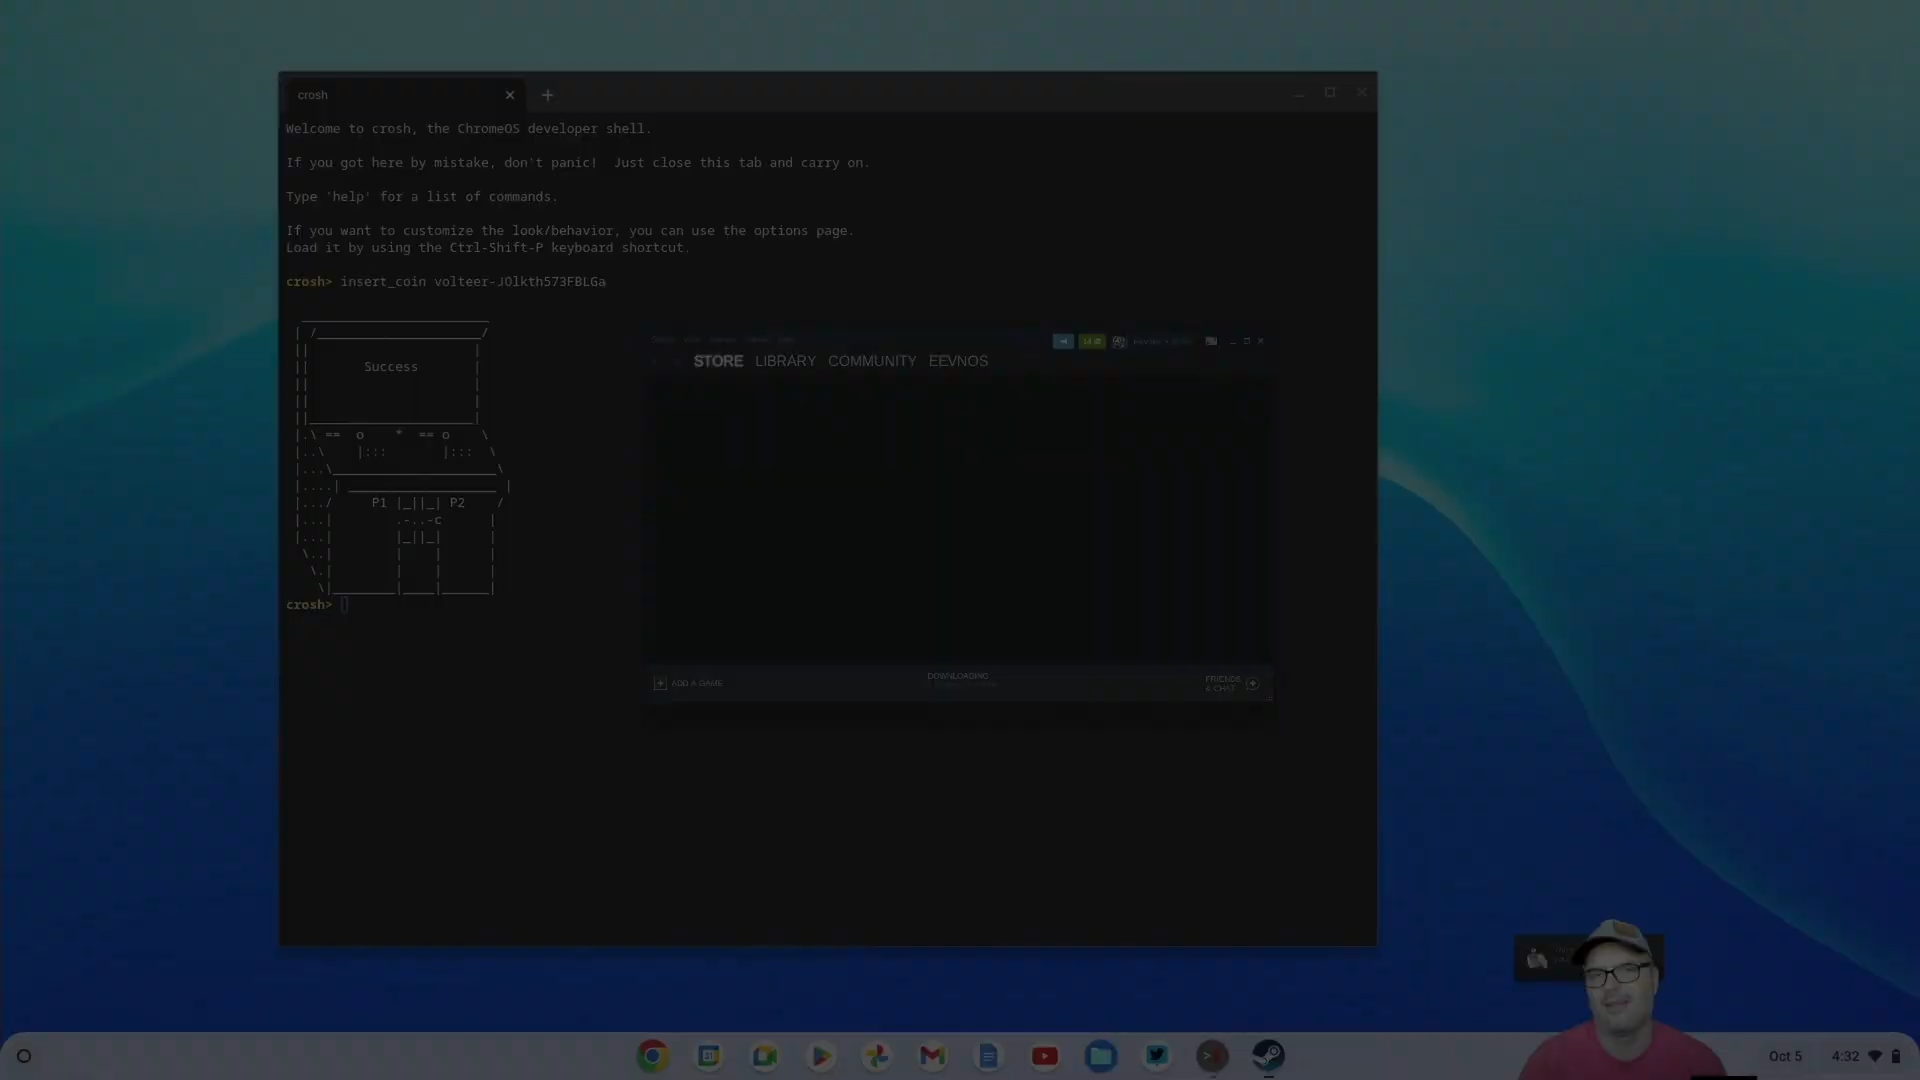 crosh
Welcome to crosh, the ChromeOS developer shell.
If you got here by mistake, don't panic!  Just close this tab and carry on.
Type 'help' for a list of commands.
If you want to customize the look/behavior, you can use the options page.
Load it by using the Ctrl-Shift-P keyboard shortcut.
crosh> insert_coin volteer-JOlkth573FBLGa
Success
P1 P2
crosh>
STORE LIBRARY COMMUNITY EEVNOS
ADD A GAME
DOWNLOADING
FRIENDS
& CHAT
Oct 5 4:32